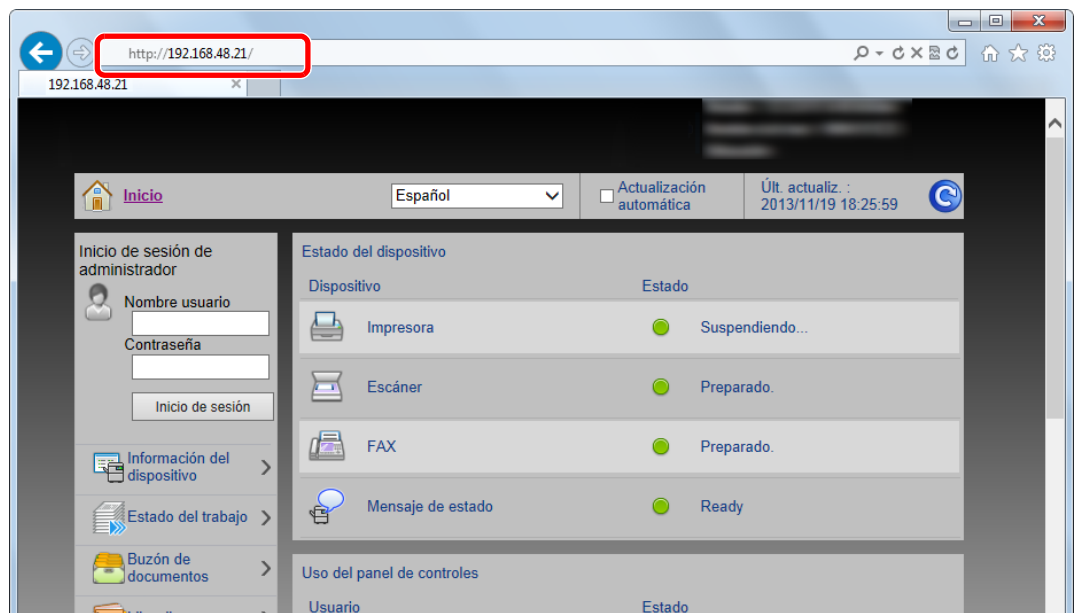 http://192.168.48.21/
192.168.48.21
Inicio
Español
Actualización
automática
Últ. actualiz. :
2013/11/19 18:25:59
Inicio de sesión de
administrador
Nombre usuario
Contraseña
Inicio de sesión
Información del
dispositivo
Estado del trabajo
Buzón de
documentos
Estado del dispositivo
Dispositivo Estado
Impresora Suspendiendo...
Escáner Preparado.
FAX Preparado.
Mensaje de estado Ready
Uso del panel de controles
Usuario Estado